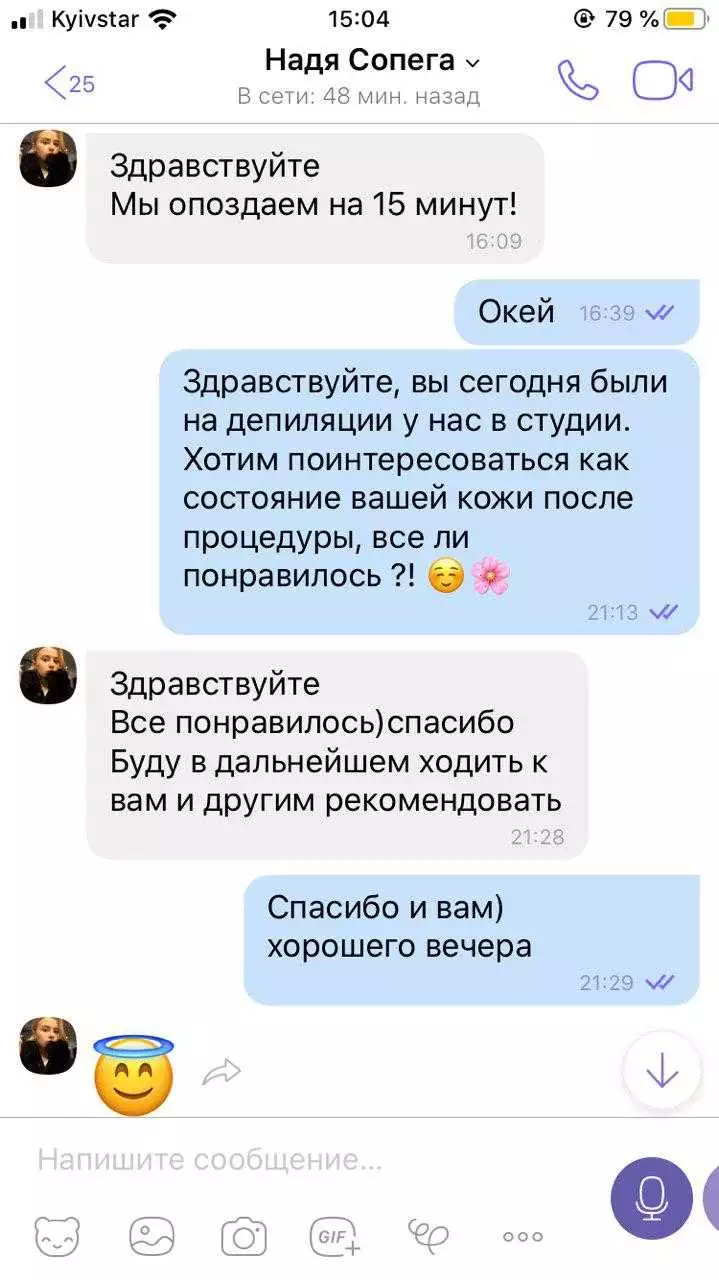 Kyivstar 15:04 79 %
25 Надя Сопега
В сети: 48 мин. назад
Здравствуйте
Мы опоздаем на 15 минут!
16:09
Окей 16:39
Здравствуйте, вы сегодня были
на депиляции у нас в студии.
Хотим поинтересоваться как
состояние вашей кожи после
процедуры, все ли
понравилось ?!
21:13
Здравствуйте
Все понравилось)спасибо
Буду в дальнейшем ходить к
вам и другим рекомендовать
21:28
Спасибо и вам)
хорошего вечера
21:29
Напишите сообщение...
GIF